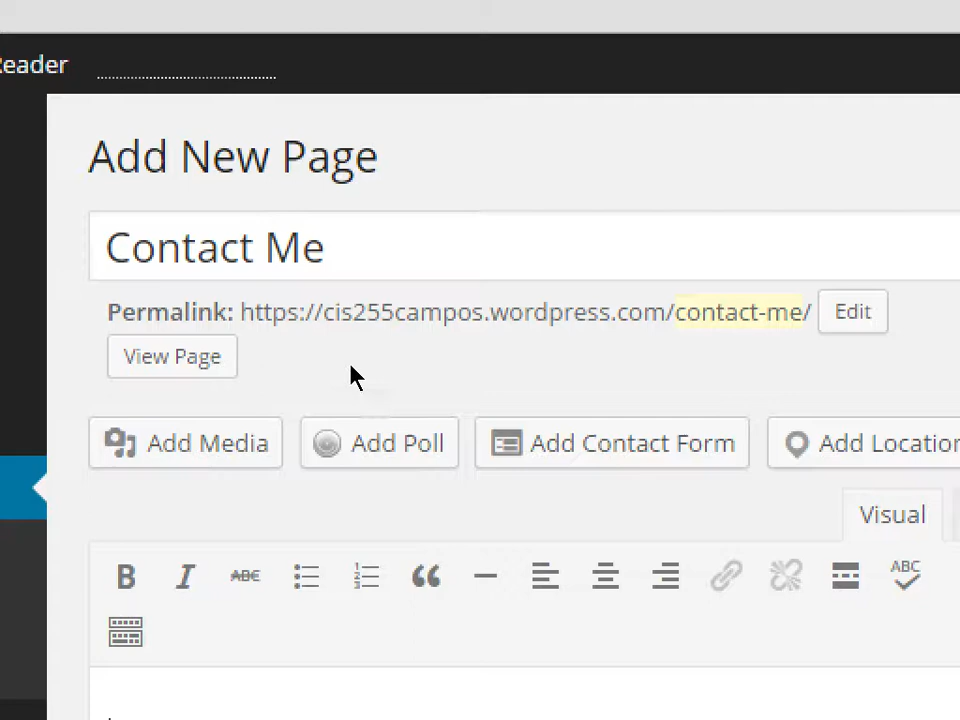 Reader
Add New Page
Contact Me
Permalink: https://cis255campos.wordpress.com/contact-me/ Edit
View Page
Add Media Add Poll Add Contact Form Add Location
Visual
B I ABC ABC